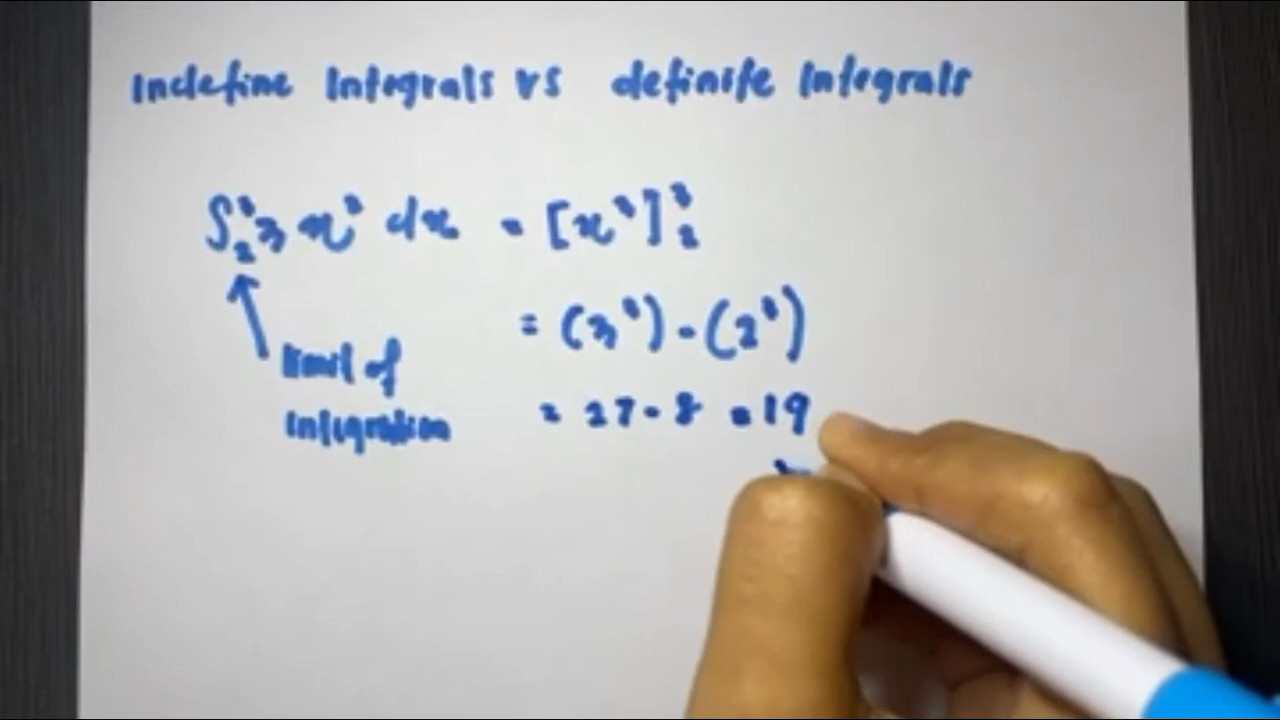 Indefine Integrals vs definite Integrals
∫₂³ 3x² dx = [x³]₂³
= (3³) - (2³)
limit of
= 27 - 8 = 19
Integration